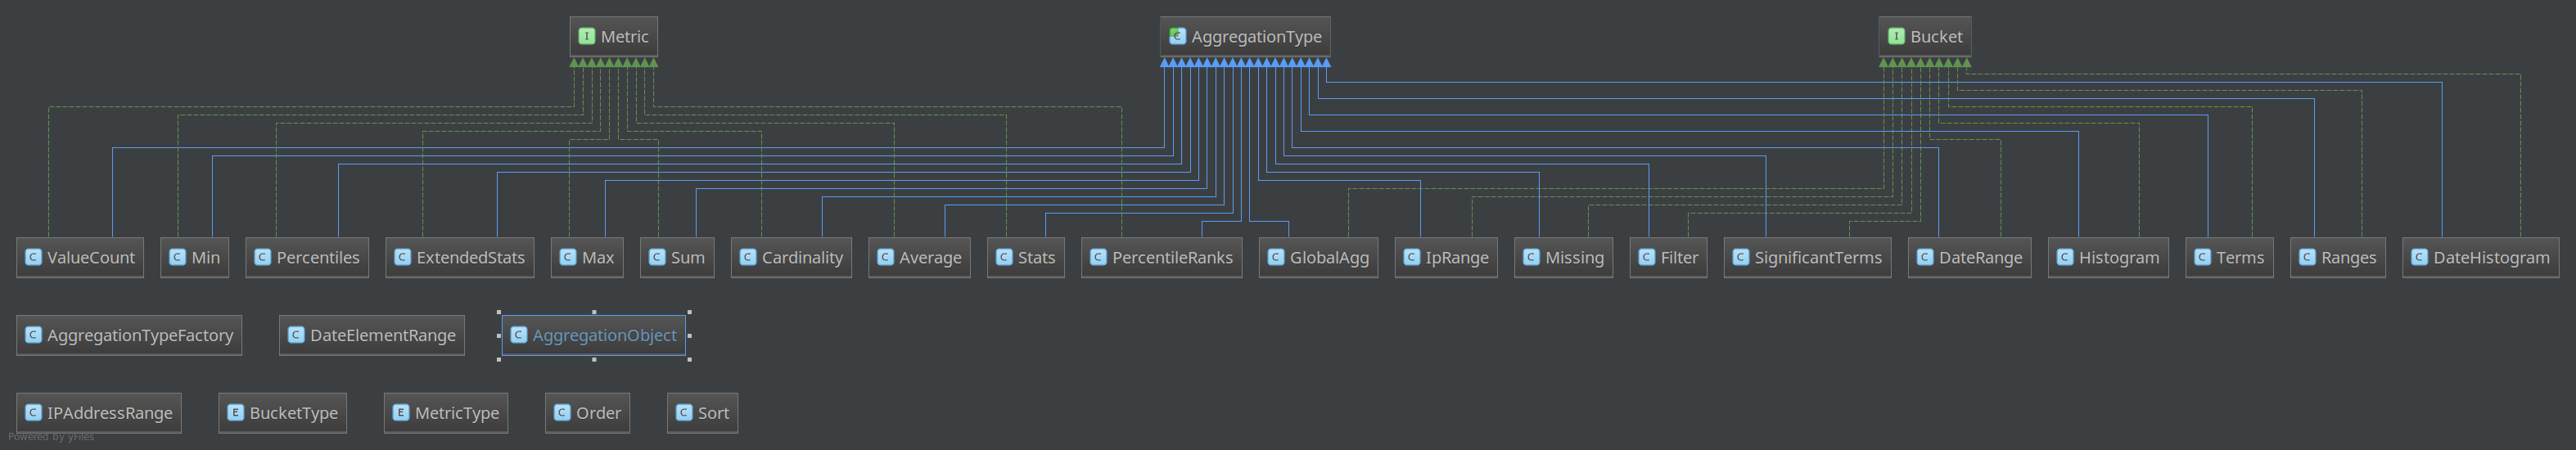 I Metric
C AggregationType
I Bucket
C ValueCount
C Min
C Percentiles
C ExtendedStats
C Max
C Sum
C Cardinality
C Average
C Stats
C PercentileRanks
C GlobalAgg
C IpRange
C Missing
C Filter
C SignificantTerms
C DateRange
C Histogram
C Terms
C Ranges
C DateHistogram
C AggregationTypeFactory
C DateElementRange
C AggregationObject
C IPAddressRange
E BucketType
E MetricType
C Order
C Sort
Powered by yFiles